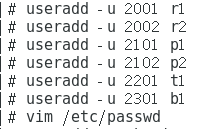 # useradd -u 2001 r1
# useradd -u 2002 r2
# useradd -u 2101 p1
# useradd -u 2102 p2
# useradd -u 2201 t1
# useradd -u 2301 b1
# vim /etc/passwd